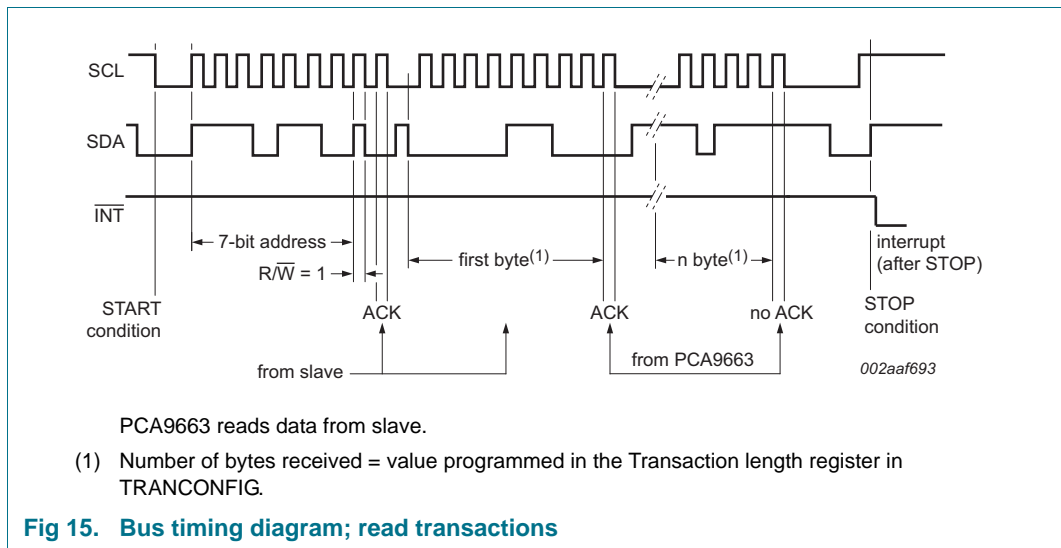 SCL
SDA
INT
7-bit address
R/W = 1
first byte(1)
n byte(1)
interrupt
(after STOP)
START
condition
ACK
ACK
no ACK
STOP
condition
from slave
from PCA9663
002aaf693
PCA9663 reads data from slave.
(1) Number of bytes received = value programmed in the Transaction length register in
TRANCONFIG.
Fig 15. Bus timing diagram; read transactions